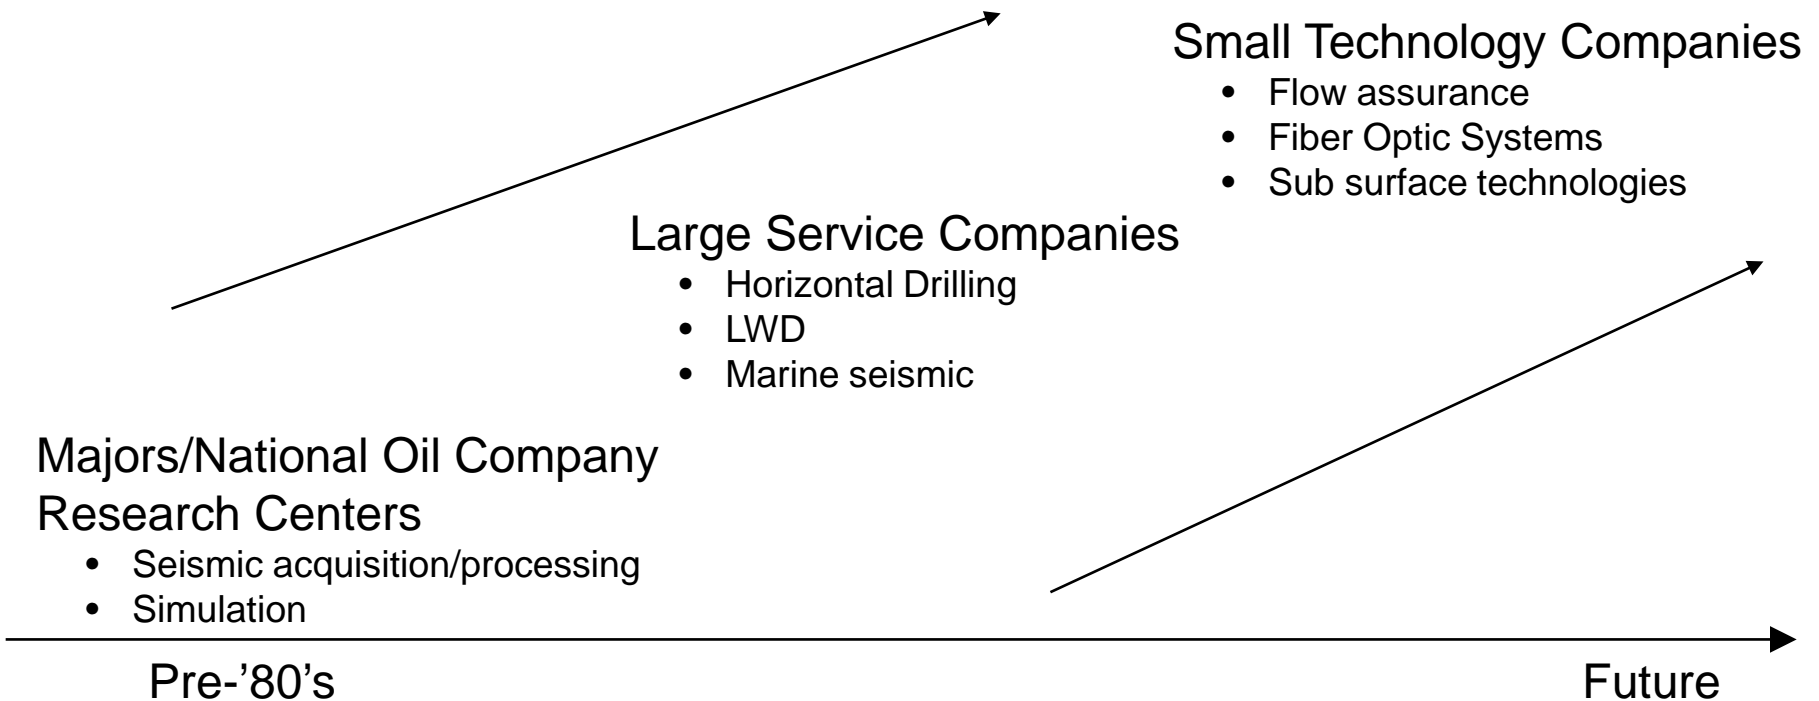 Small Technology Companies
• Flow assurance
• Fiber Optic Systems
• Sub surface technologies
Large Service Companies
• Horizontal Drilling
• LWD
• Marine seismic
Majors/National Oil Company
Research Centers
• Seismic acquisition/processing
• Simulation
Pre-’80’s
Future